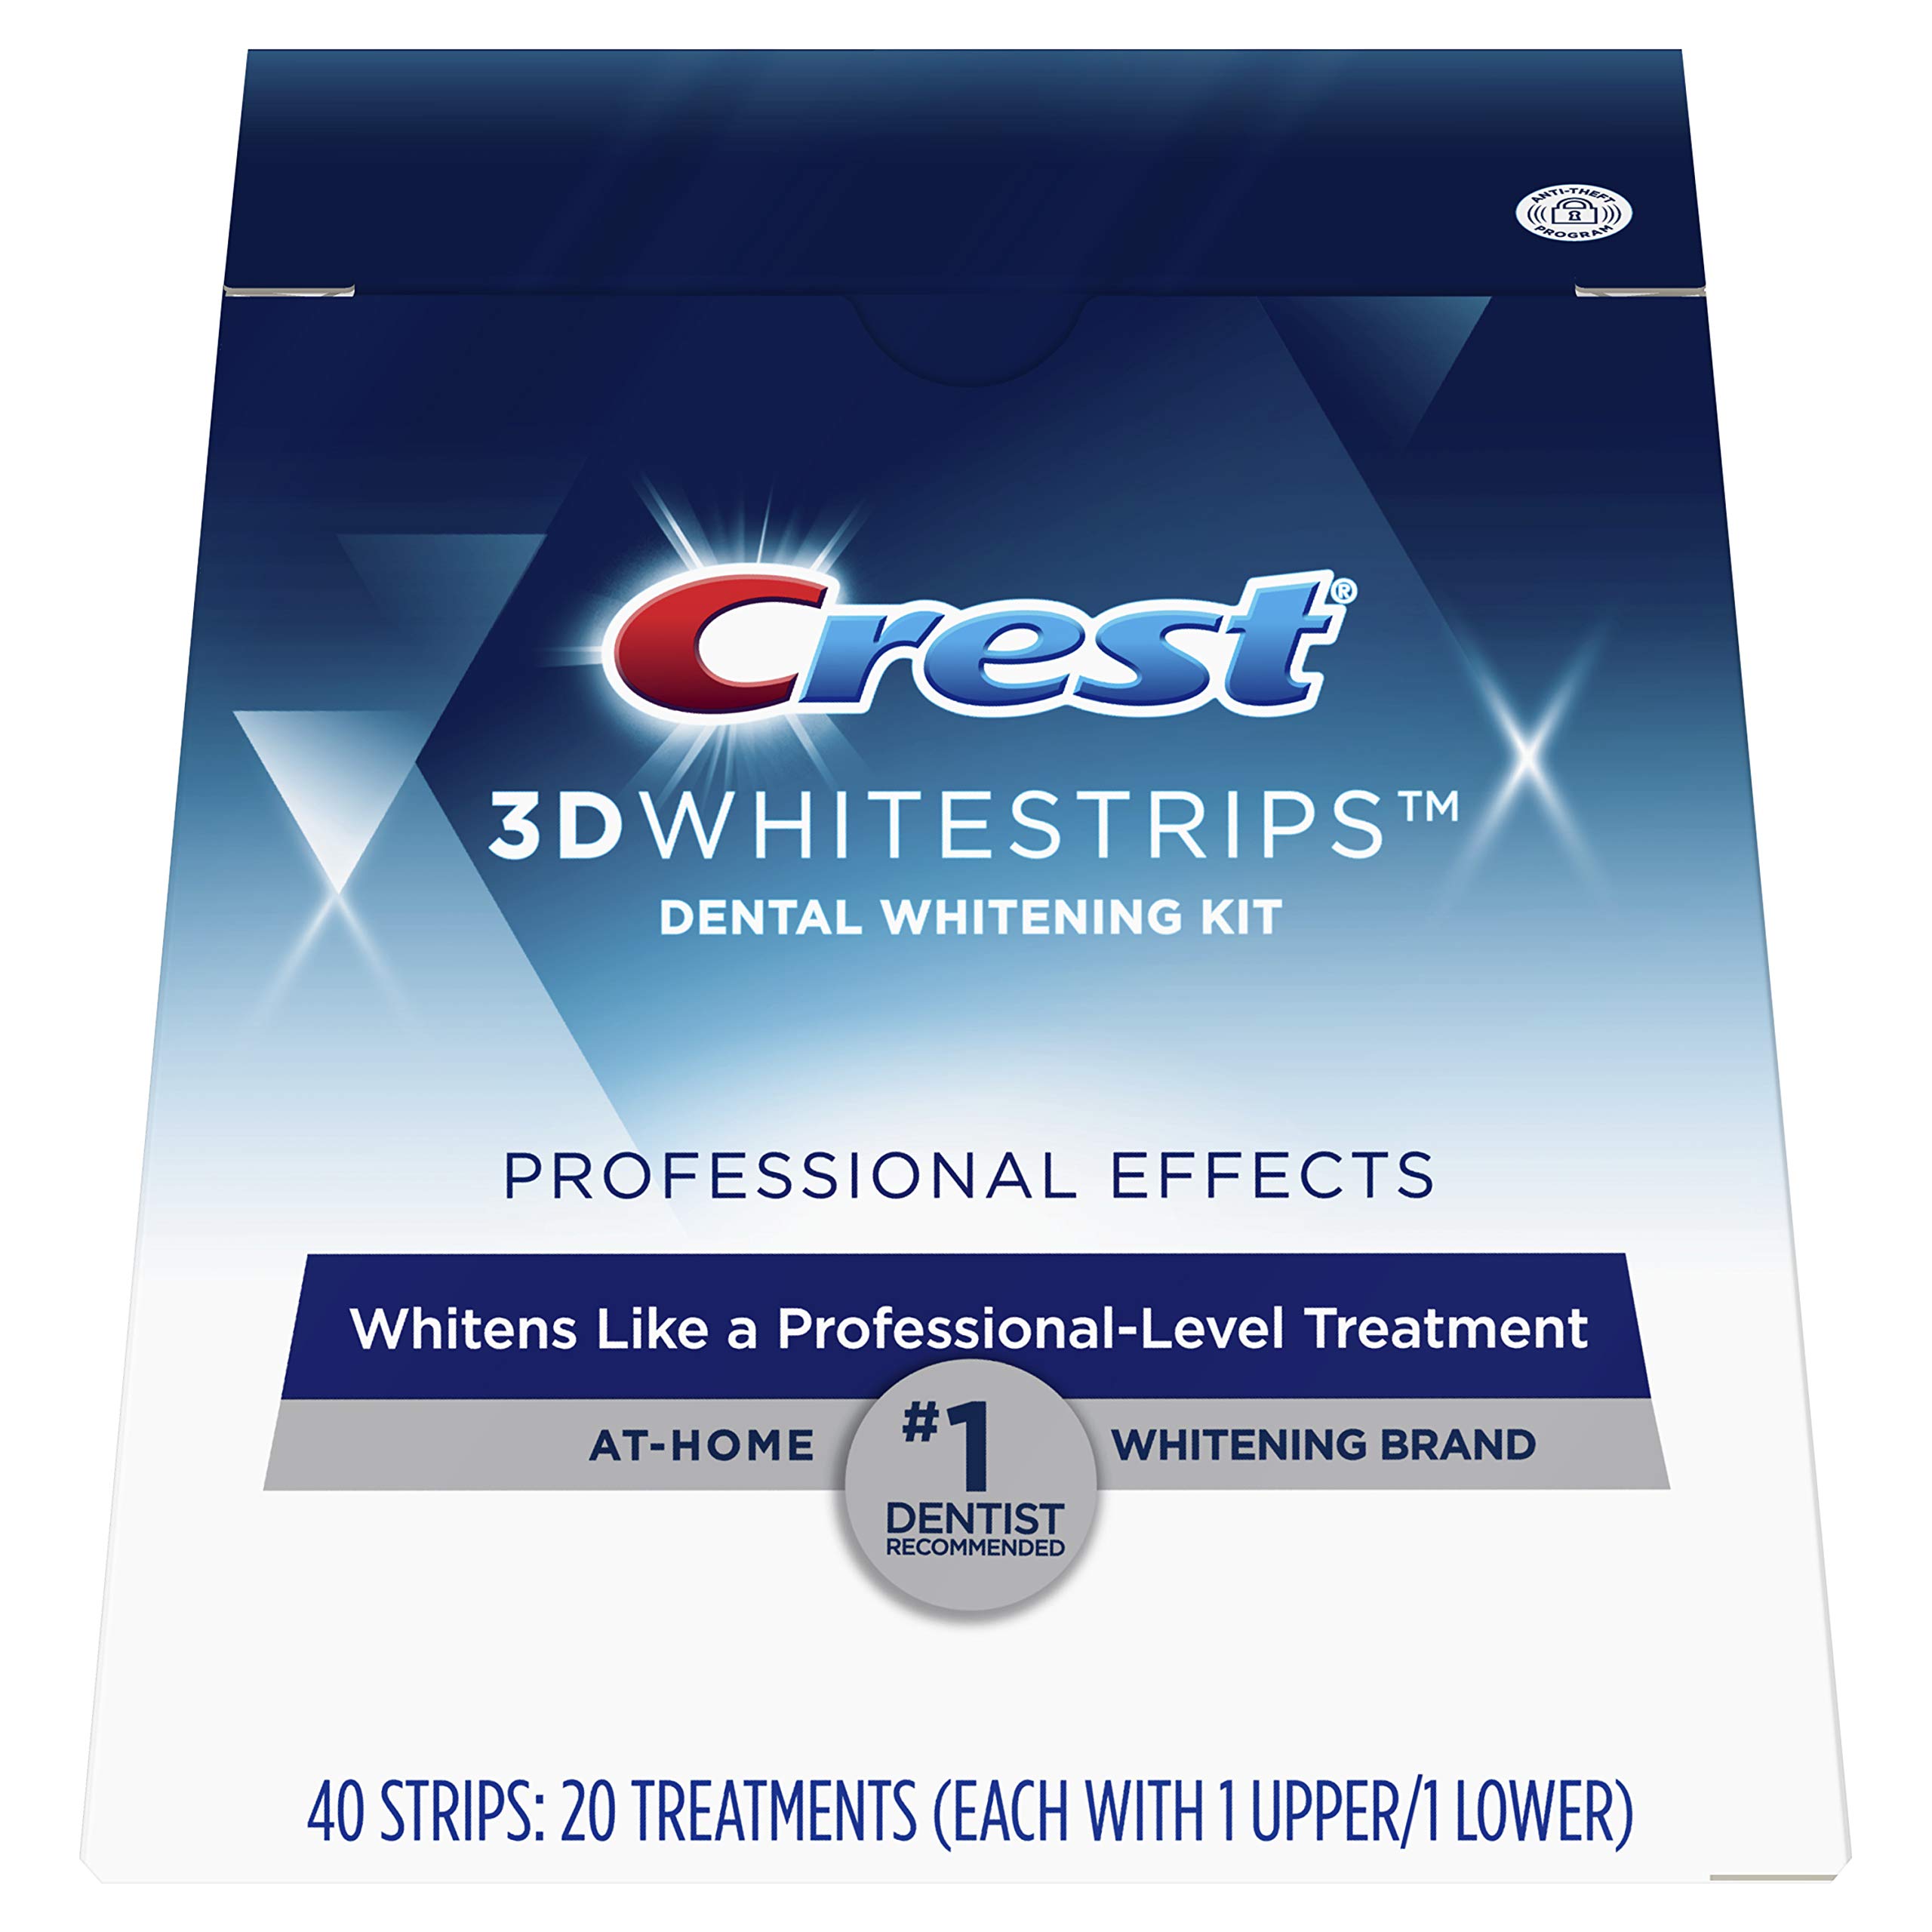 ANTI-THEFT
PROGRAM
Crest®
3DWHITESTRIPS™
DENTAL WHITENING KIT
PROFESSIONAL EFFECTS
Whitens Like a Professional-Level Treatment
AT-HOME
#1
DENTIST
RECOMMENDED
WHITENING BRAND
40 STRIPS: 20 TREATMENTS (EACH WITH 1 UPPER/1 LOWER)